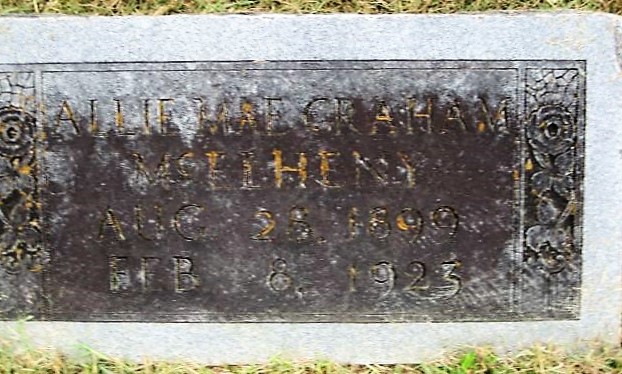 ALLIE MAE GRAHAM
McELHENY
AUG. 28, 1899
FEB 8, 1923